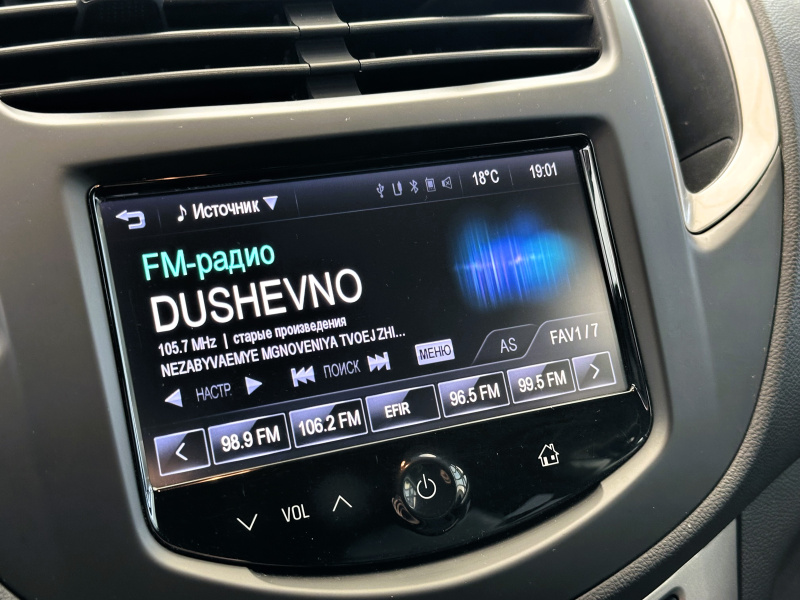 ♪ Источник ▼ 18°C 19:01
FM-радио
DUSHEVNO
105.7 MHz | старые произведения
NEZABYVAEMYE MGNOVENIYA TVOEJ ZHI...
МЕНЮ AS FAV1 / 7
НАСТР. ПОИСК
< 98.9 FM 106.2 FM EFIR 96.5 FM 99.5 FM >
VOL